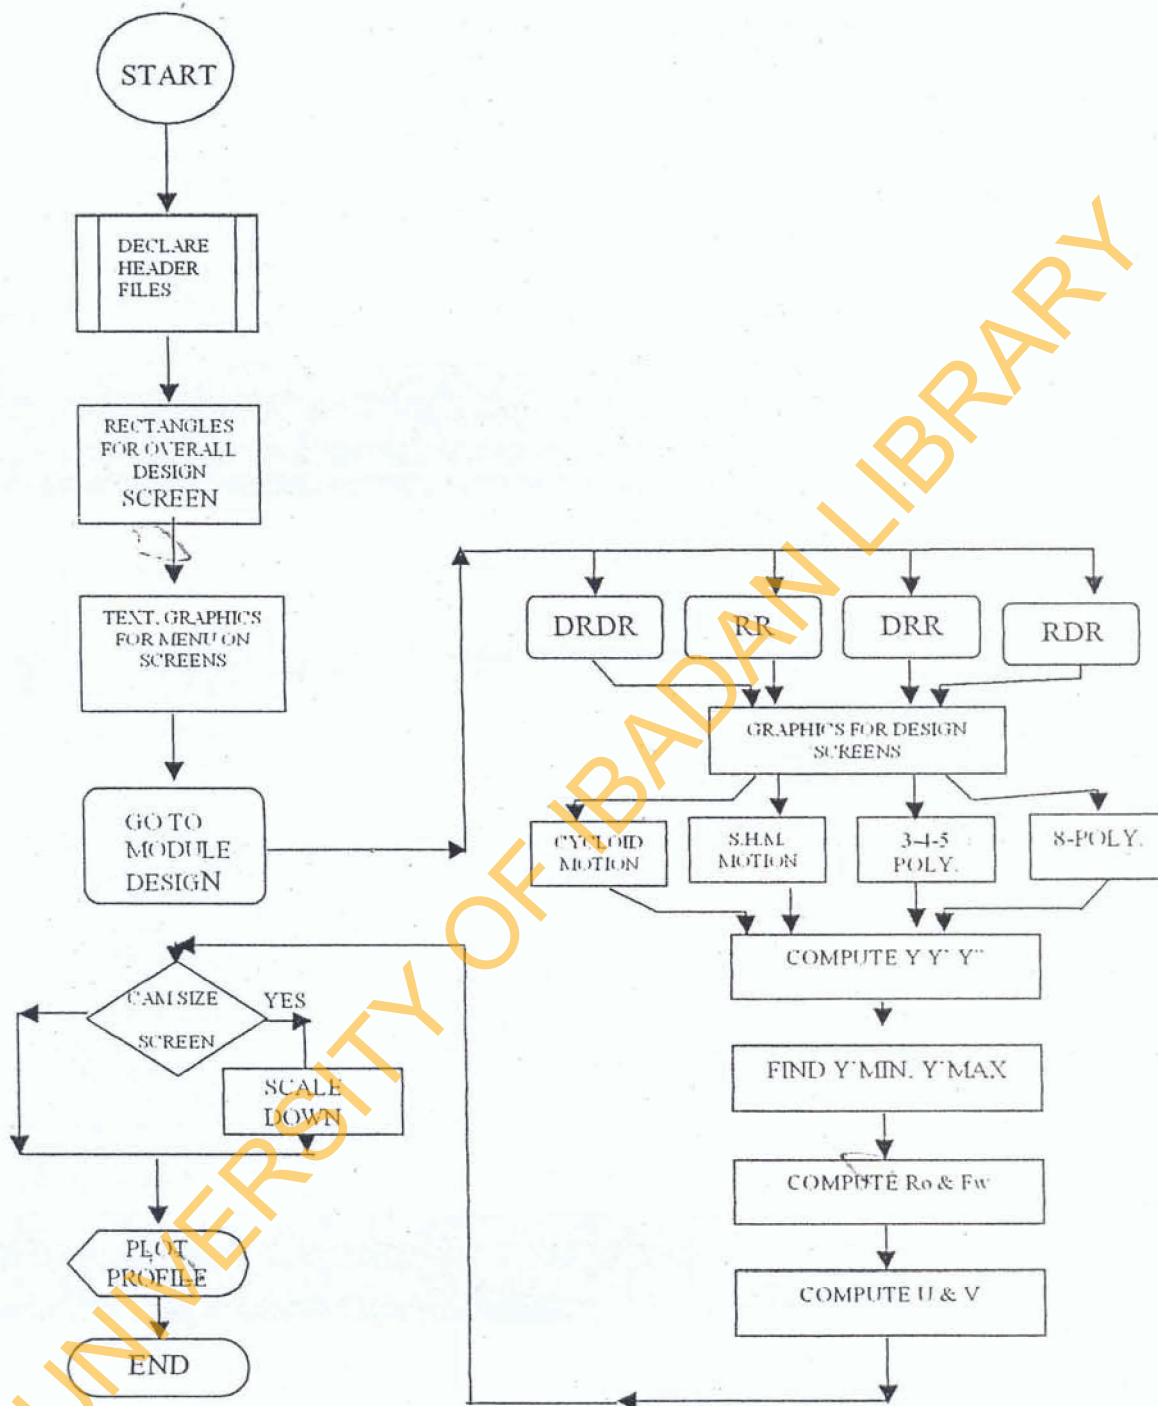 START
DECLARE
HEADER
FILES
RECTANGLES
FOR OVERALL
DESIGN
SCREEN
TEXT, GRAPHICS
FOR MENU ON
SCREENS
GO TO
MODULE
DESIGN
DRDR
RR
DRR
RDR
GRAPHICS FOR DESIGN
SCREENS
CYCLOID
MOTION
S.H.M.
MOTION
3-4-5
POLY.
8-POLY.
COMPUTE Y Y' Y''
FIND Y'MIN. Y'MAX
COMPUTE Ro & Fw
COMPUTE U & V
CAM SIZE
SCREEN
YES
SCALE
DOWN
PLOT
PROFILE
END
UNIVERSITY OF IBADAN LIBRARY